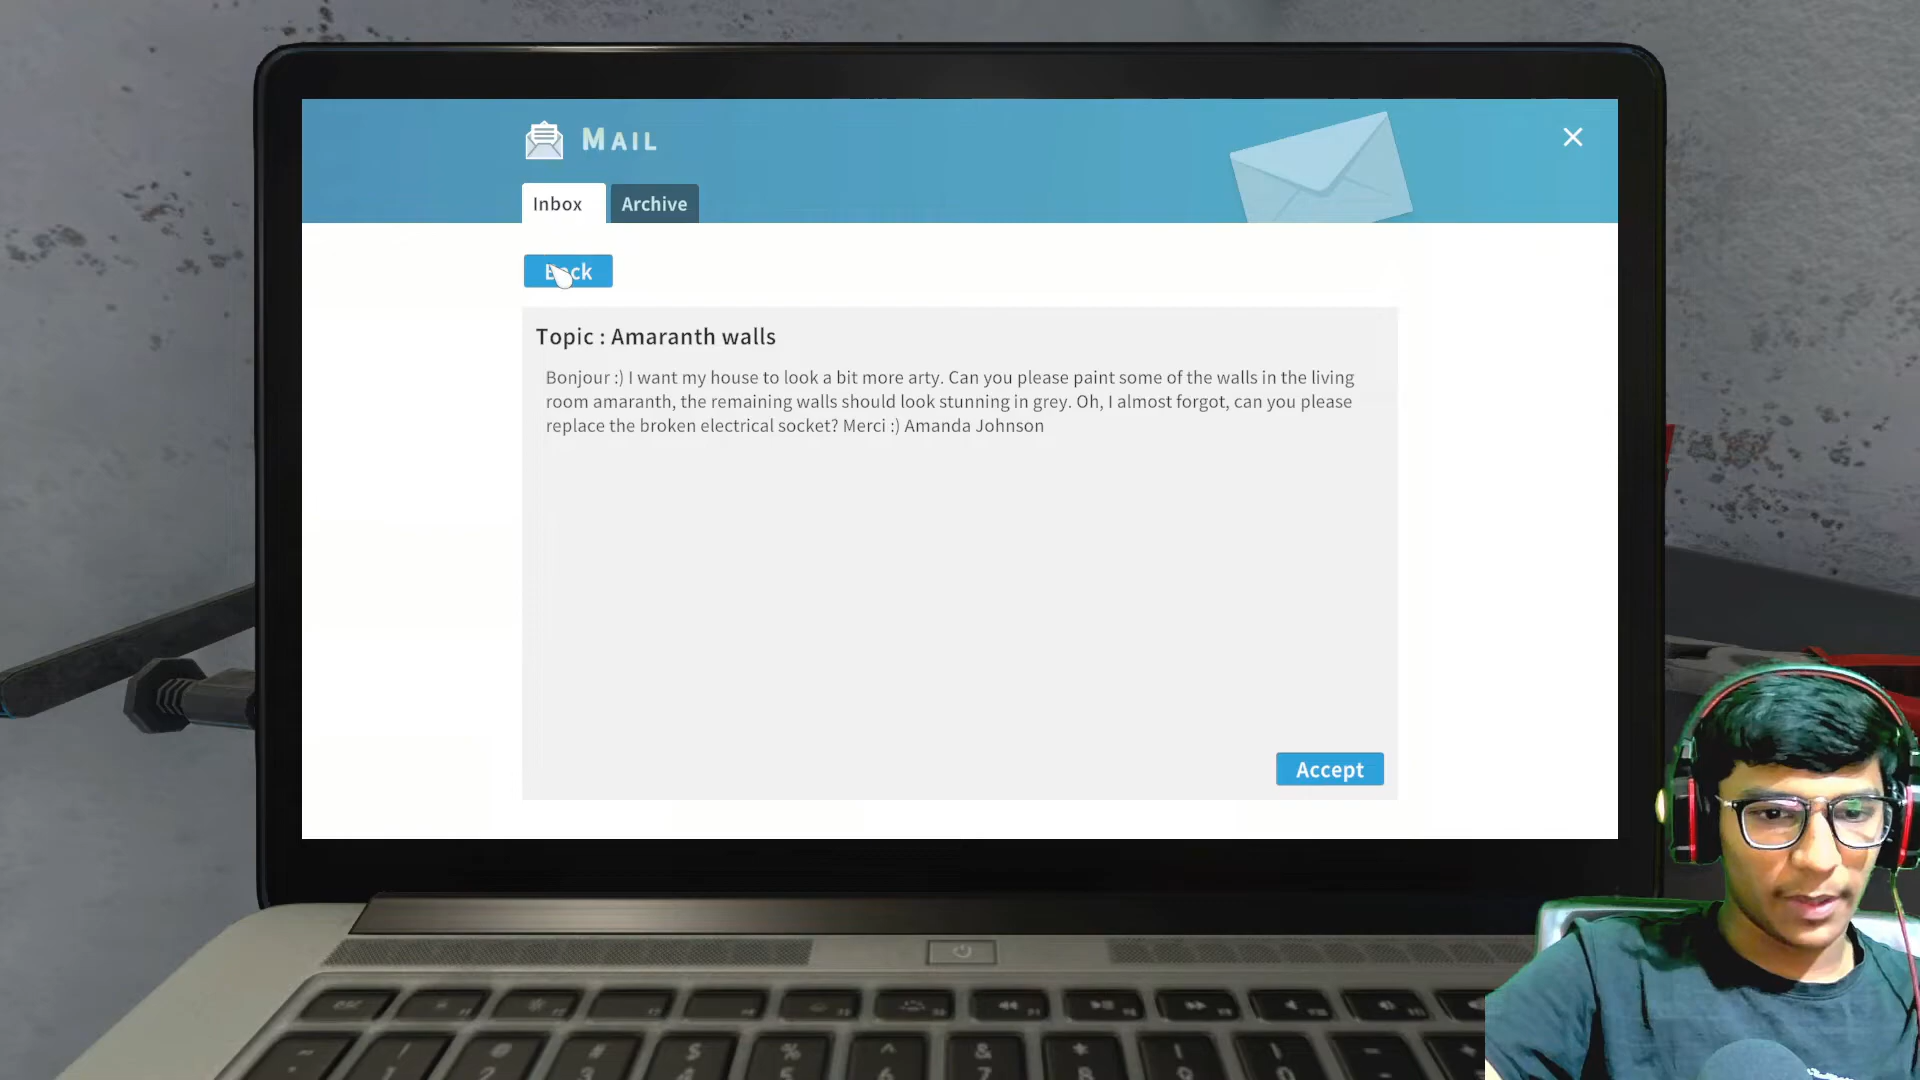 MAIL
Inbox
Archive
Topic : Amaranth walls
Bonjour :) I want my house to look a bit more arty. Can you please paint some of the walls in the living
room amaranth, the remaining walls should look stunning in grey. Oh, I almost forgot, can you please
replace the broken electrical socket? Merci :) Amanda Johnson
Accept
esc